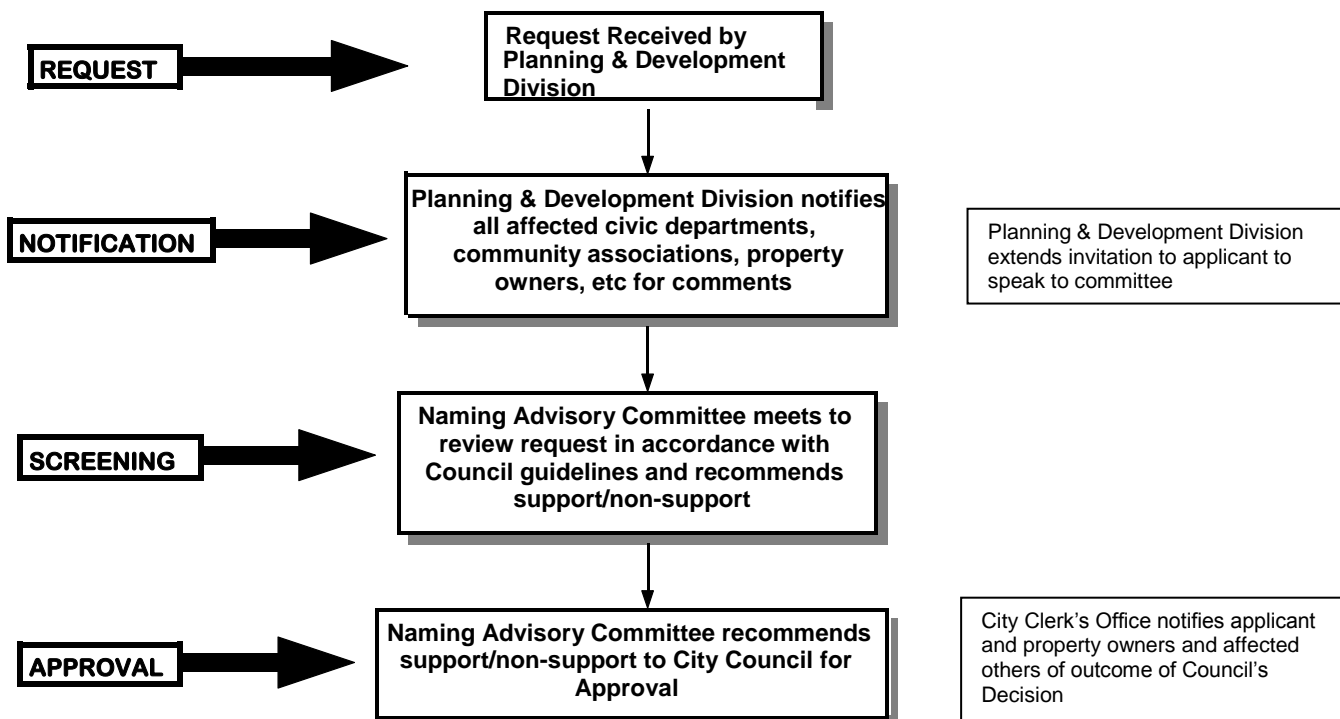 REQUEST
Request Received by
Planning & Development
Division
NOTIFICATION
Planning & Development Division notifies
all affected civic departments,
community associations, property
owners, etc for comments
Planning & Development Division
extends invitation to applicant to
speak to committee
SCREENING
Naming Advisory Committee meets to
review request in accordance with
Council guidelines and recommends
support/non-support
APPROVAL
Naming Advisory Committee recommends
support/non-support to City Council for
Approval
City Clerk’s Office notifies applicant
and property owners and affected
others of outcome of Council’s
Decision